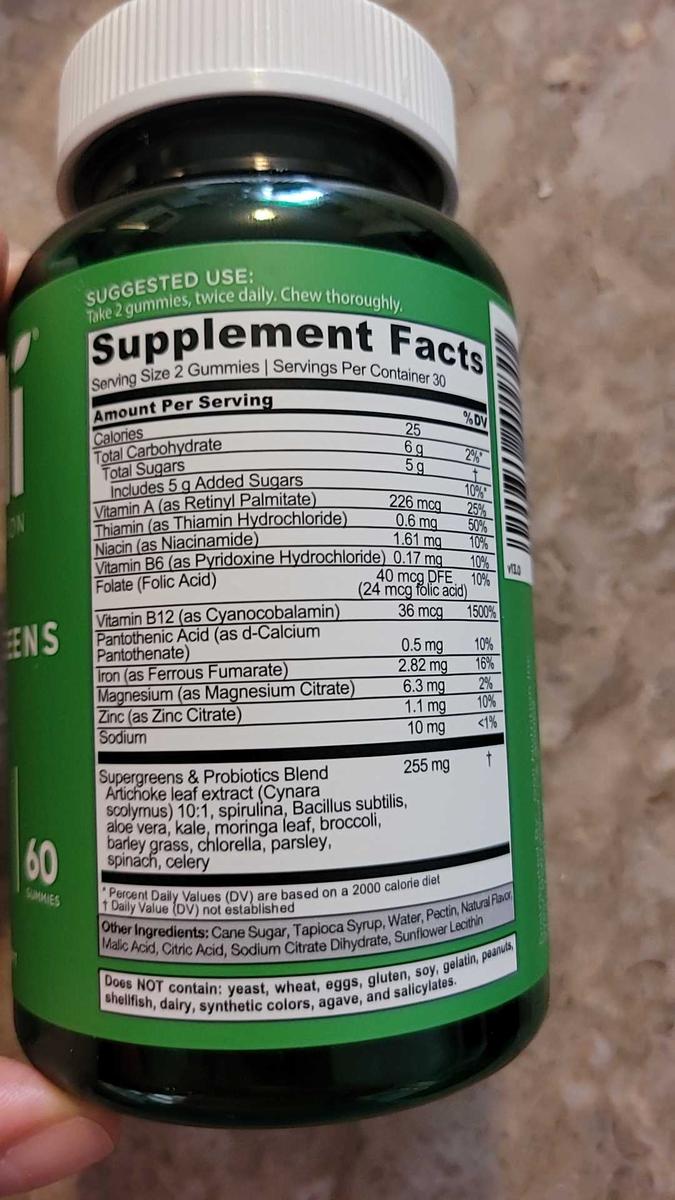 SUGGESTED USE:
Take 2 gummies, twice daily. Chew thoroughly.
Supplement Facts
Serving Size 2 Gummies | Servings Per Container 30
Amount Per Serving %DV
Calories 25
Total Carbohydrate 6 g 2%*
Total Sugars 5 g †
Includes 5 g Added Sugars 10%*
Vitamin A (as Retinyl Palmitate) 226 mcg 25%
Thiamin (as Thiamin Hydrochloride) 0.6 mg 50%
Niacin (as Niacinamide) 1.61 mg 10%
Vitamin B6 (as Pyridoxine Hydrochloride) 0.17 mg 10%
Folate (Folic Acid) 40 mcg DFE 10%
(24 mcg folic acid)
Vitamin B12 (as Cyanocobalamin) 36 mcg 1500%
Pantothenic Acid (as d-Calcium
Pantothenate) 0.5 mg 10%
Iron (as Ferrous Fumarate) 2.82 mg 16%
Magnesium (as Magnesium Citrate) 6.3 mg 2%
Zinc (as Zinc Citrate) 1.1 mg 10%
Sodium 10 mg <1%
Supergreens & Probiotics Blend 255 mg †
Artichoke leaf extract (Cynara
scolymus) 10:1, spirulina, Bacillus subtilis,
aloe vera, kale, moringa leaf, broccoli,
barley grass, chlorella, parsley,
spinach, celery
* Percent Daily Values (DV) are based on a 2000 calorie diet
† Daily Value (DV) not established
Other Ingredients: Cane Sugar, Tapioca Syrup, Water, Pectin, Natural Flavor,
Malic Acid, Citric Acid, Sodium Citrate Dihydrate, Sunflower Lecithin
Does NOT contain: yeast, wheat, eggs, gluten, soy, gelatin, peanuts,
shellfish, dairy, synthetic colors, agave, and salicylates.
v12.0
EENS
60
GUMMIES